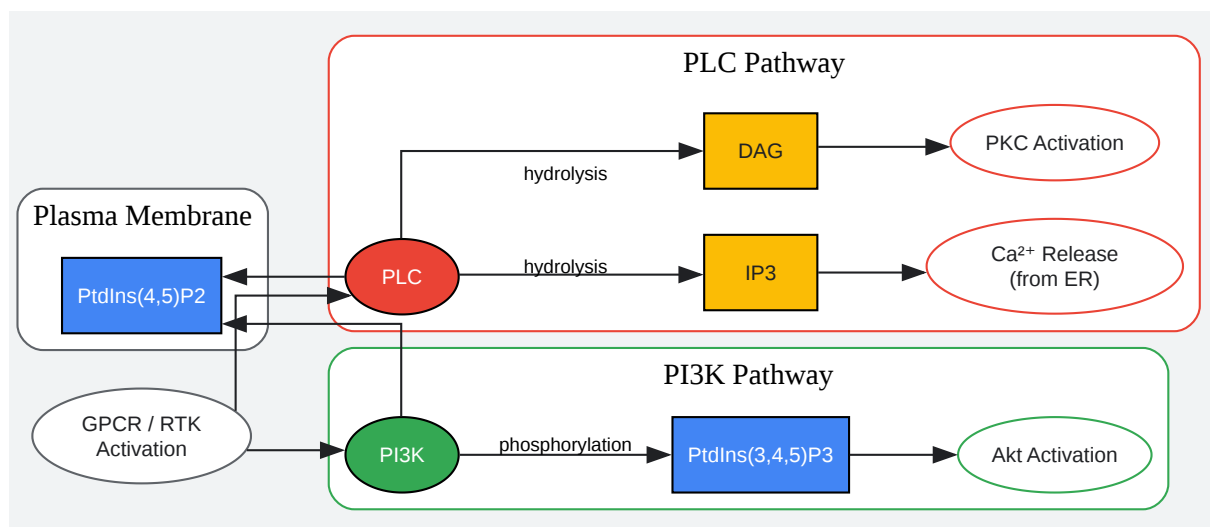 PLC Pathway
DAG
PKC Activation
hydrolysis
Plasma Membrane
PtdIns(4,5)P2
PLC
hydrolysis
IP3
Ca²⁺ Release
(from ER)
PI3K Pathway
GPCR / RTK
Activation
PI3K
phosphorylation
PtdIns(3,4,5)P3
Akt Activation